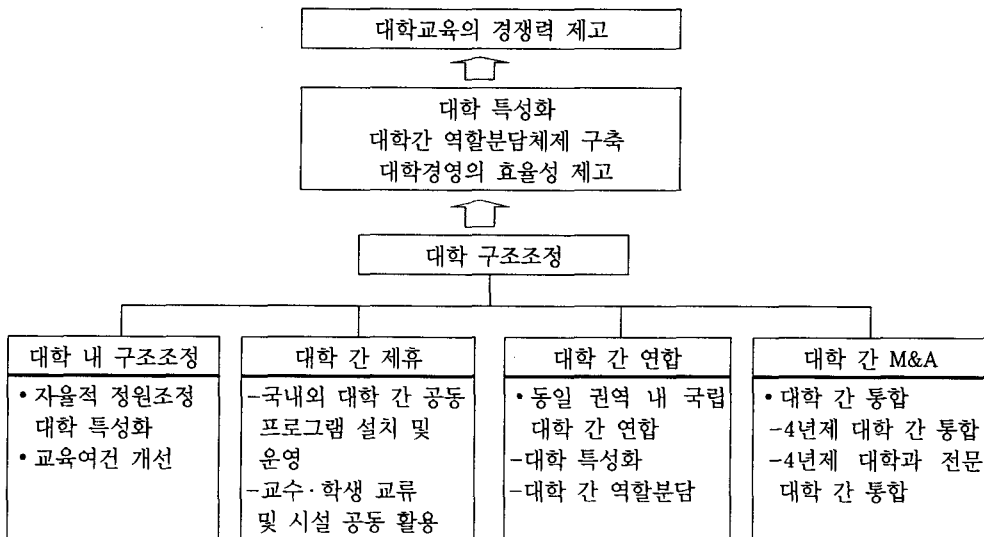 대학교육의 경쟁력 제고
대학 특성화
대학간 역할분담체제 구축
대학경영의 효율성 제고
대학 구조조정
대학 내 구조조정
• 자율적 정원조정
대학 특성화
• 교육여건 개선
대학 간 제휴
-국내외 대학 간 공동
프로그램 설치 및
운영
-교수·학생 교류
및 시설 공동 활용
대학 간 연합
• 동일 권역 내 국립
대학 간 연합
-대학 특성화
-대학 간 역할분담
대학 간 M&A
• 대학 간 통합
-4년제 대학 간 통합
-4년제 대학과 전문
대학 간 통합